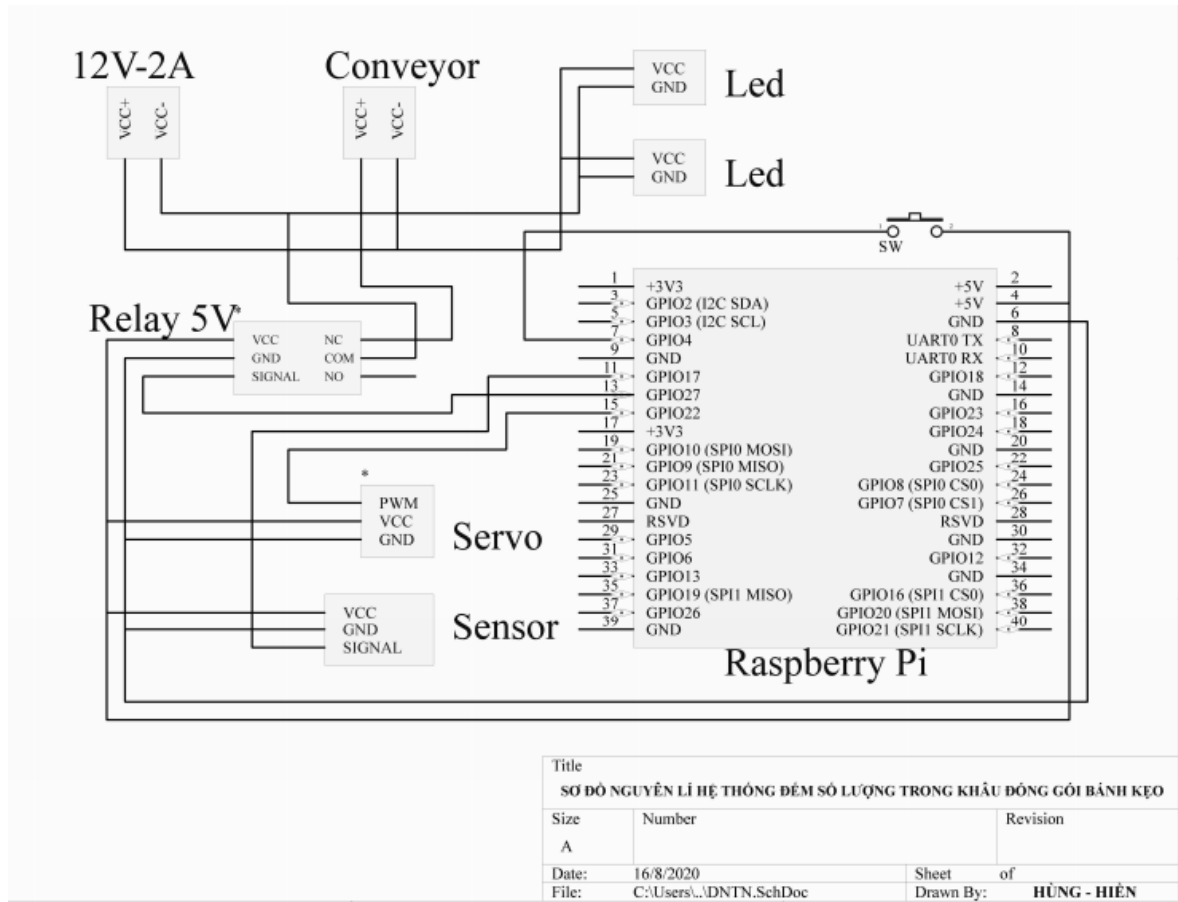 12V-2A
VCC+
VCC-
Conveyor
VCC+
VCC-
VCC
GND
Led
VCC
GND
Led
1
2
SW
Relay 5V
*
VCC
GND
SIGNAL
NC
COM
NO
*
PWM
VCC
GND
Servo
VCC
GND
SIGNAL
Sensor
1 +3V3 +5V 2
3 GPIO2 (I2C SDA) +5V 4
5 GPIO3 (I2C SCL) GND 6
7 GPIO4 UART0 TX 8
9 GND UART0 RX 10
11 GPIO17 GPIO18 12
13 GPIO27 GND 14
15 GPIO22 GPIO23 16
17 +3V3 GPIO24 18
19 GPIO10 (SPI0 MOSI) GND 20
21 GPIO9 (SPI0 MISO) GPIO25 22
23 GPIO11 (SPI0 SCLK) GPIO8 (SPI0 CS0) 24
25 GND GPIO7 (SPI0 CS1) 26
27 RSVD RSVD 28
29 GPIO5 GND 30
31 GPIO6 GPIO12 32
33 GPIO13 GND 34
35 GPIO19 (SPI1 MISO) GPIO16 (SPI1 CS0) 36
37 GPIO26 GPIO20 (SPI1 MOSI) 38
39 GND GPIO21 (SPI1 SCLK) 40
Raspberry Pi
Title
SƠ ĐỒ NGUYÊN LÍ HỆ THỐNG ĐẾM SỐ LƯỢNG TRONG KHÂU ĐÓNG GÓI BÁNH KẸO
Size Number Revision
A
Date: 16/8/2020 Sheet of
File: C:\Users\..\DNTN.SchDoc Drawn By: HÙNG - HIỀN